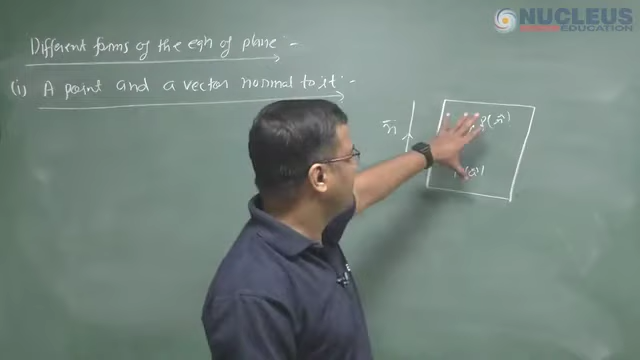 NUCLEUS
EDUCATION
Different forms of the eqn of plane :-
(i) A point and a vector normal to it :-
n̄